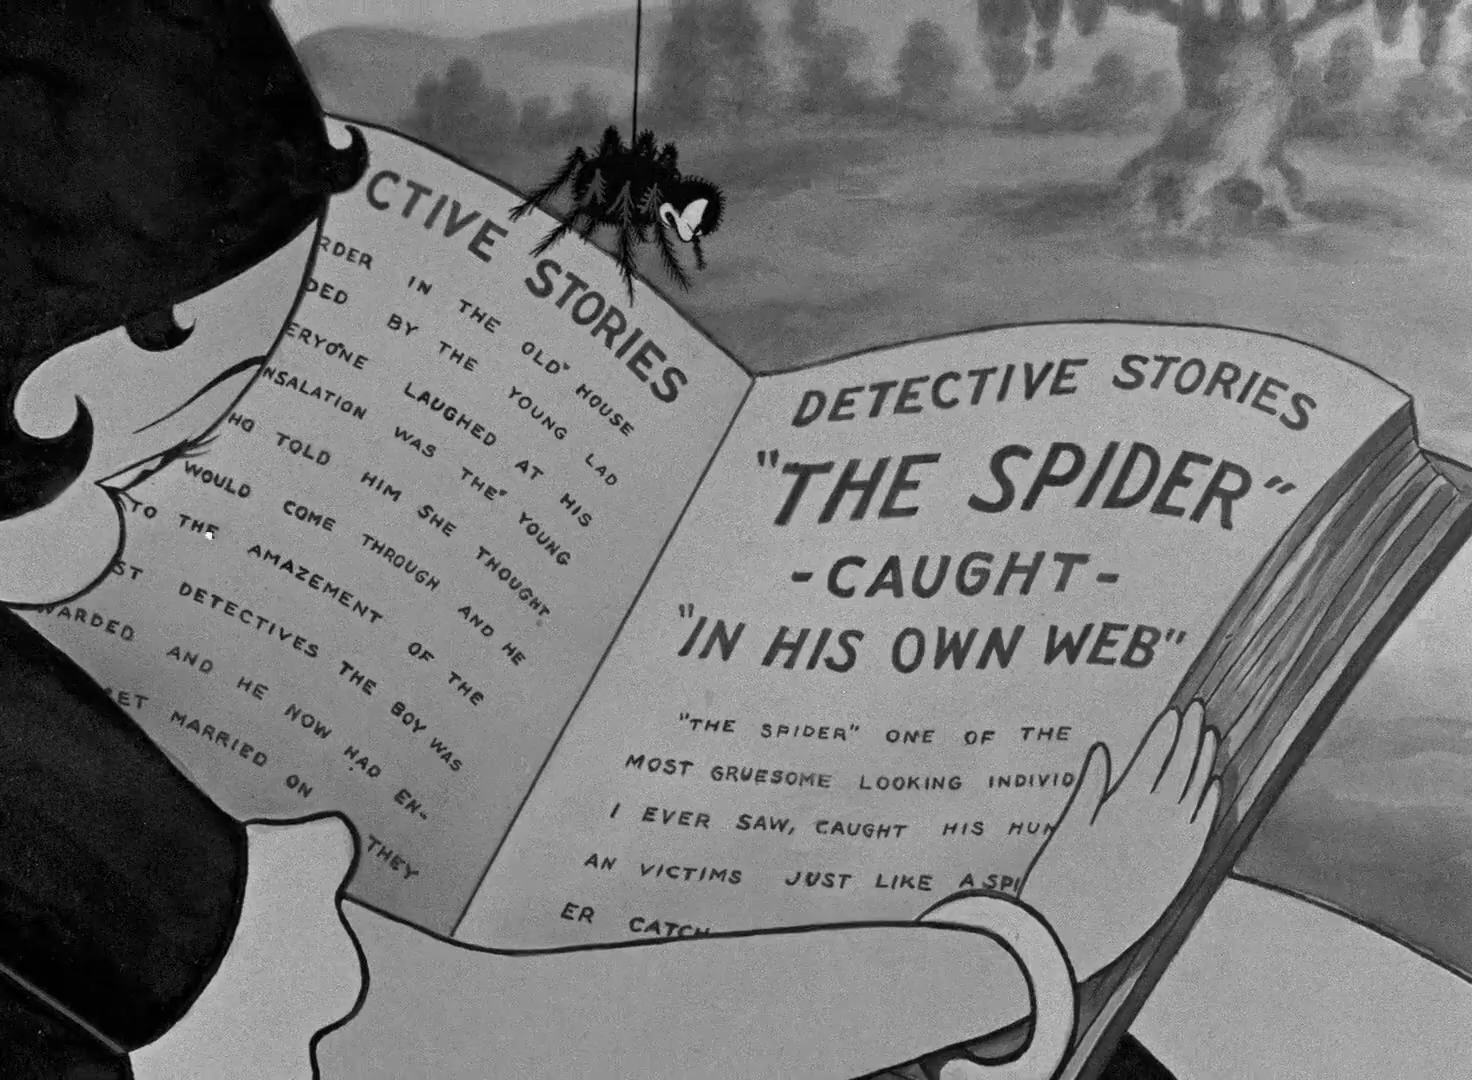 CTIVE STORIES
RDER IN THE OLD" HOUSE
DED BY THE YOUNG LAD
ERYONE LAUGHED AT HIS
NSALATION WAS THE" YOUNG
HO TOLD HIM SHE THOUGHT
WOULD COME THROUGH AND HE
TO THE AMAZEMENT OF THE
ST DETECTIVES THE BOY WAS
WARDED AND HE NOW HAD EN-
ET MARRIED ON
THEY
DETECTIVE STORIES
"THE SPIDER"
-CAUGHT-
"IN HIS OWN WEB"
"THE SPIDER" ONE OF THE
MOST GRUESOME LOOKING INDIVID
I EVER SAW, CAUGHT HIS HUM
AN VICTIMS JUST LIKE A SPI
ER CATCH